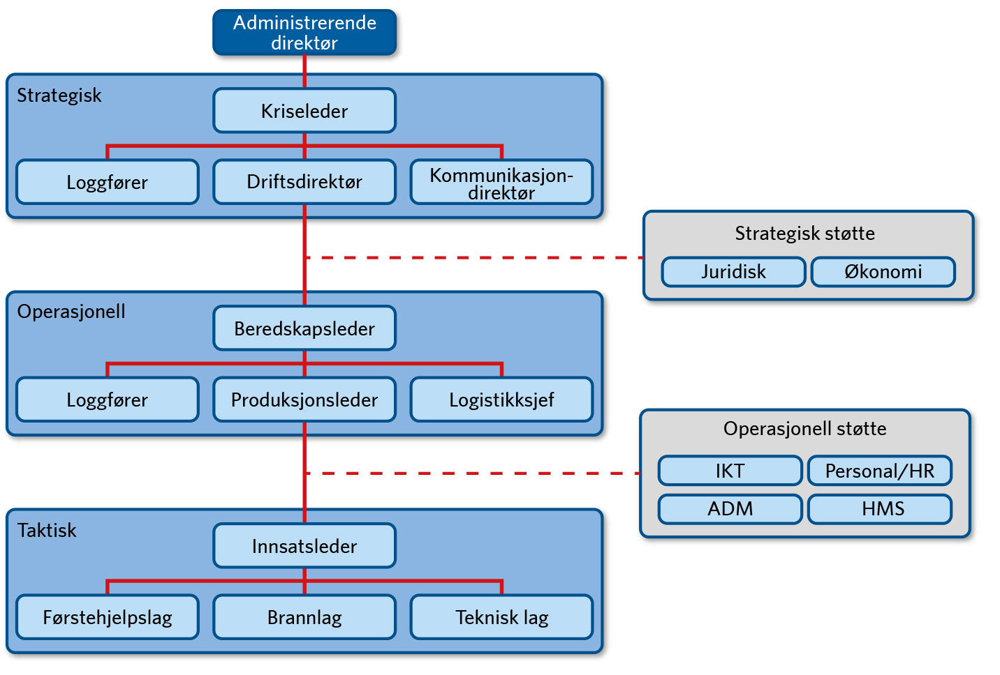 Administrerende
direktør
Strategisk
Kriseleder
Loggfører
Driftsdirektør
Kommunikasjon-
direktør
Strategisk støtte
Juridisk
Økonomi
Operasjonell
Beredskapsleder
Loggfører
Produksjonsleder
Logistikksjef
Operasjonell støtte
IKT
Personal/HR
ADM
HMS
Taktisk
Innsatsleder
Førstehjelpslag
Brannlag
Teknisk lag